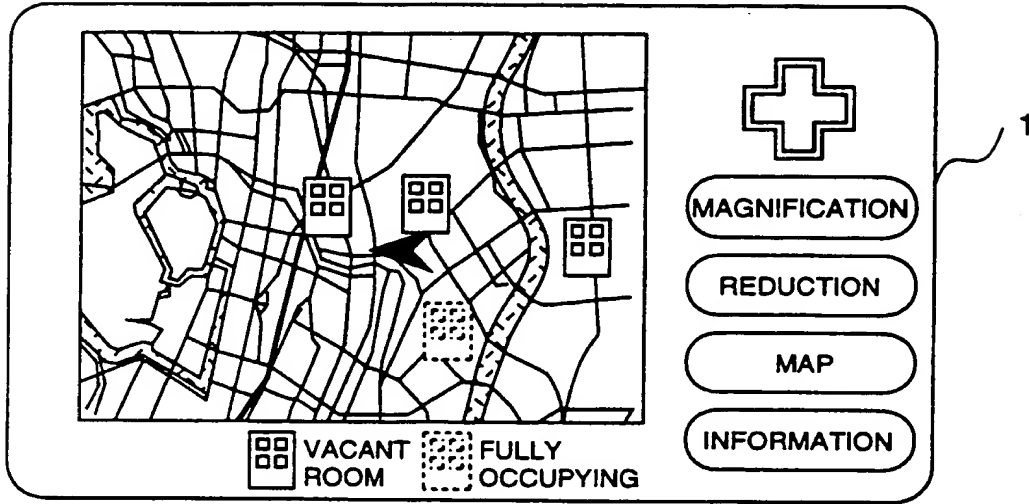 1
MAGNIFICATION
REDUCTION
MAP
INFORMATION
VACANT
ROOM
FULLY
OCCUPYING